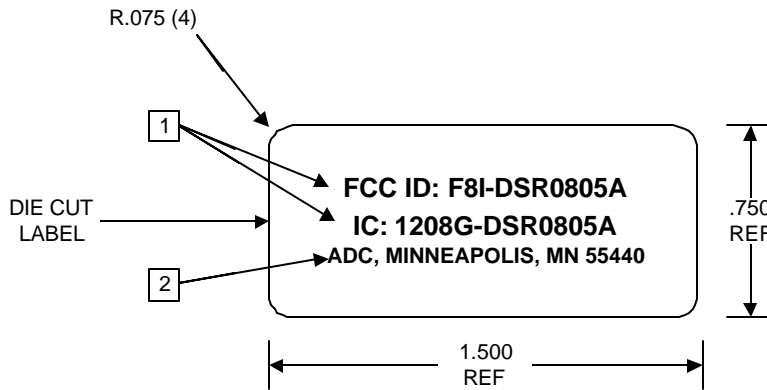 R.075 (4)
1
FCC ID: F8I-DSR0805A
IC: 1208G-DSR0805A
ADC, MINNEAPOLIS, MN 55440
DIE CUT
LABEL
2
.750
REF
1.500
REF